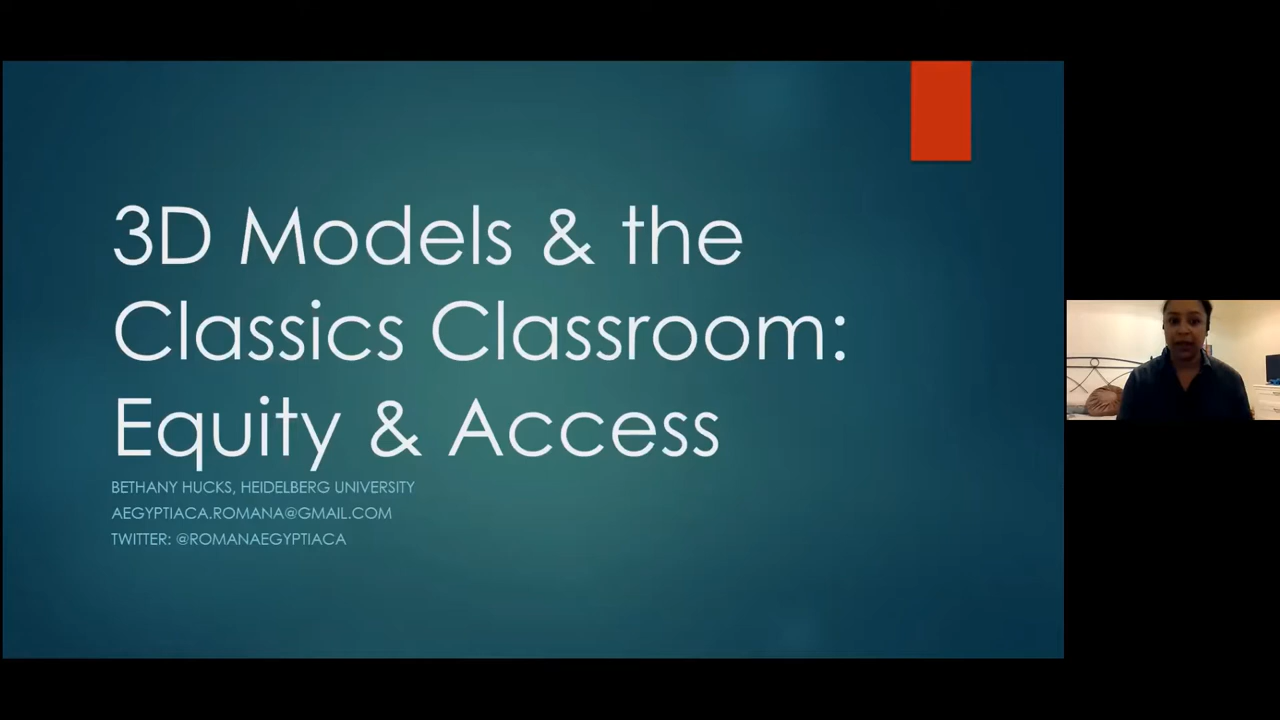 3D Models & the
Classics Classroom:
Equity & Access
BETHANY HUCKS, HEIDELBERG UNIVERSITY
AEGYPTIACA.ROMANA@GMAIL.COM
TWITTER: @ROMANAEGYPTIACA